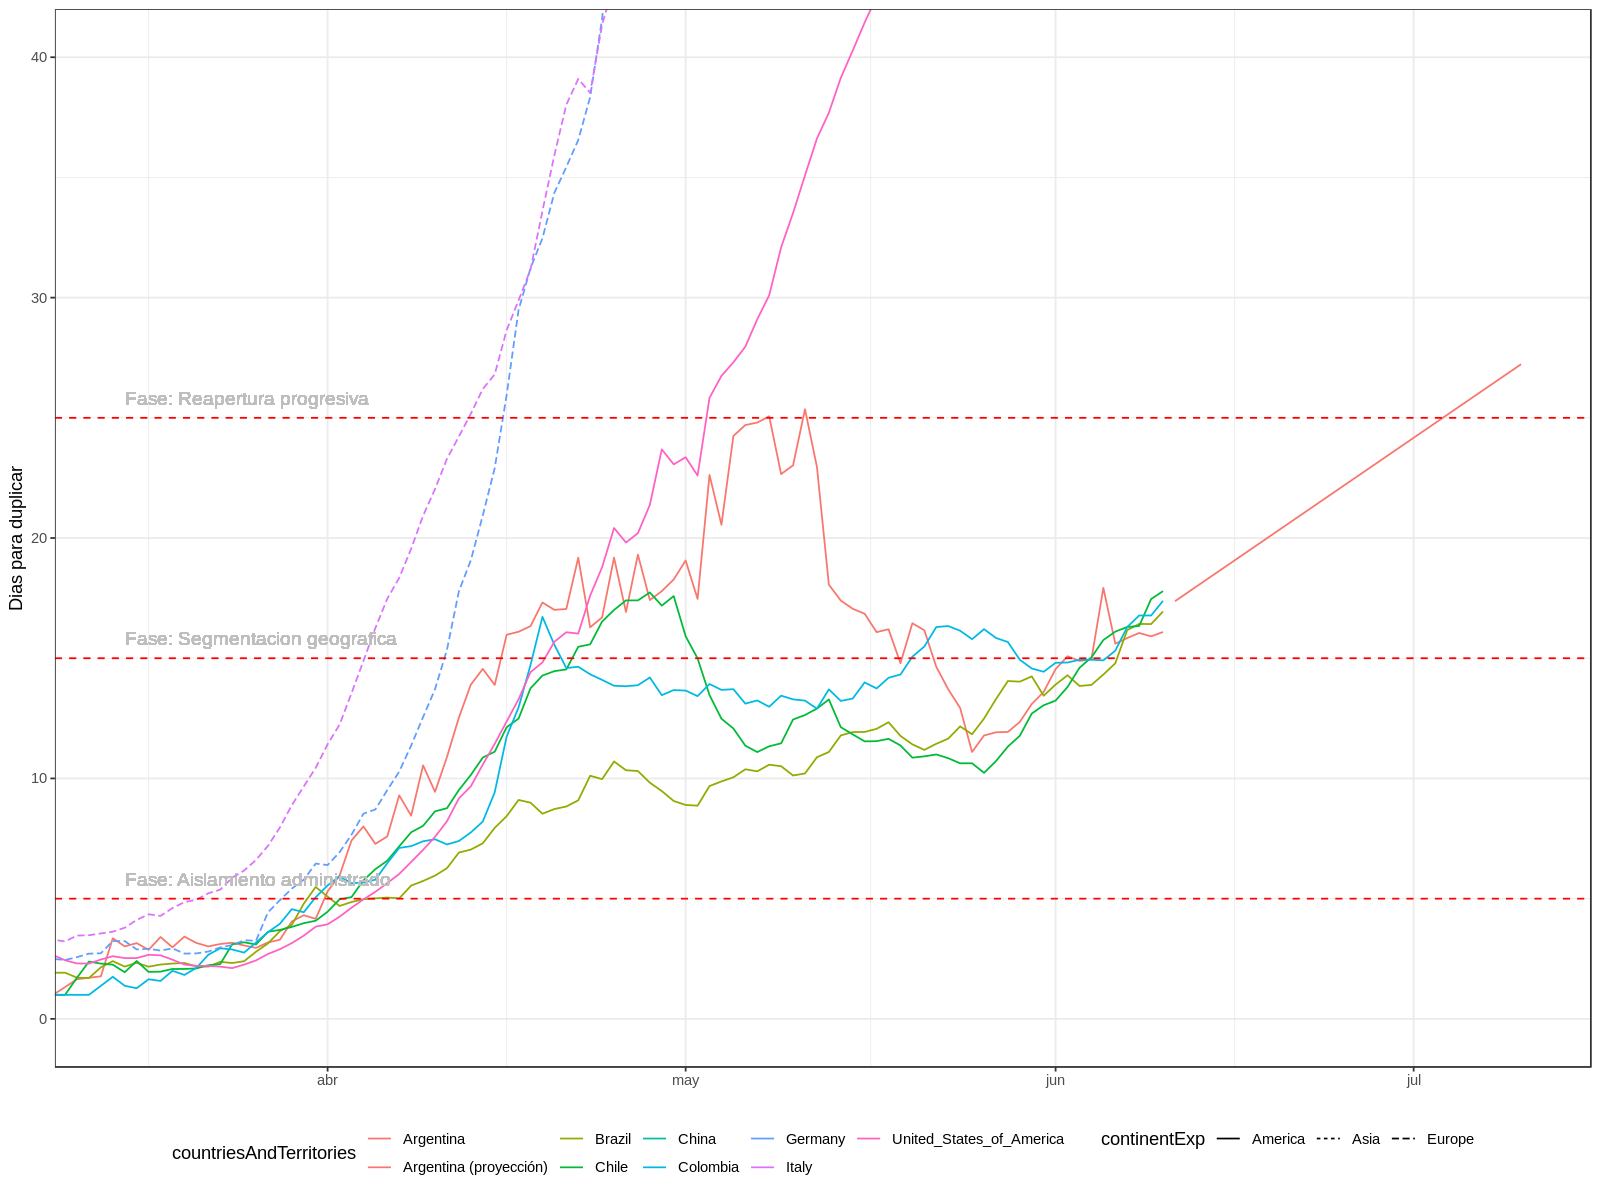 40
30
20
10
0
Dias para duplicar
Fase: Reapertura progresiva
Fase: Segmentacion geografica
Fase: Aislamiento administrado
abr
may
jun
jul
countriesAndTerritories
Argentina
Brazil
China
Germany
United_States_of_America
Argentina (proyección)
Chile
Colombia
Italy
continentExp
America
Asia
Europe